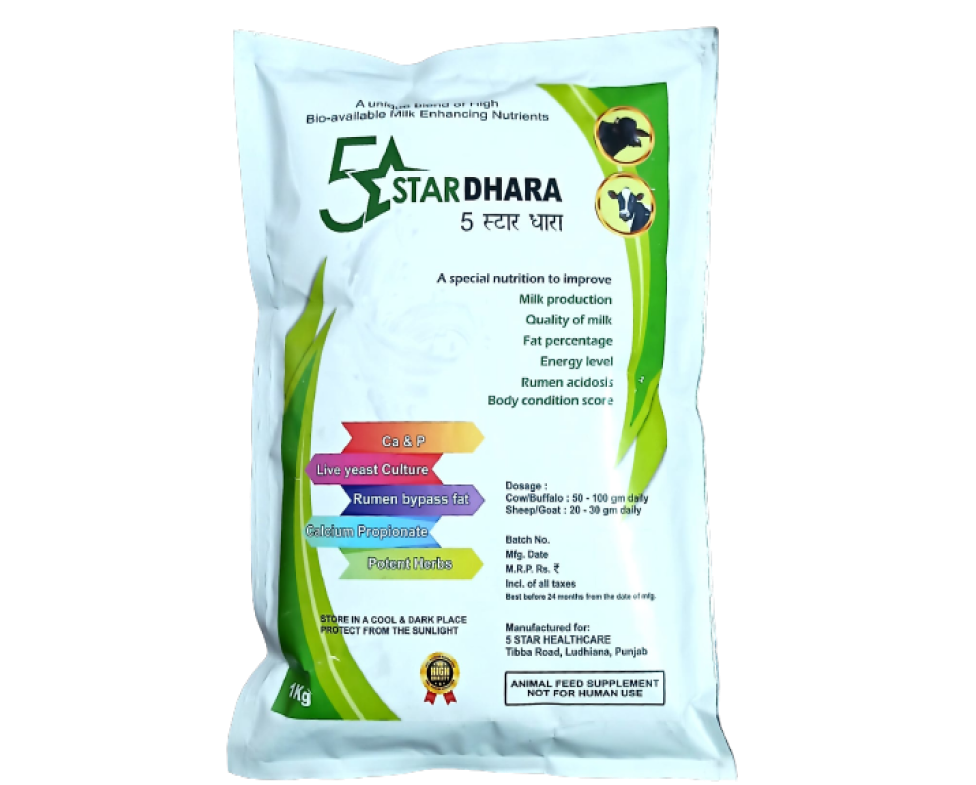 A unique Blend of High
Bio-available Milk Enhancing Nutrients
5 STAR DHARA
5 स्टार धारा
A special nutrition to improve
Milk production
Quality of milk
Fat percentage
Energy level
Rumen acidosis
Body condition score
Ca & P
Live yeast Culture
Rumen bypass fat
Calcium Propionate
Potent Herbs
Dosage :
Cow/Buffalo : 50 - 100 gm daily
Sheep/Goat : 20 - 30 gm daily
Batch No.
Mfg. Date
M.R.P. Rs. ₹
Incl. of all taxes
Best before 24 months from the date of mfg.
STORE IN A COOL & DARK PLACE
PROTECT FROM THE SUNLIGHT
Manufactured for:
5 STAR HEALTHCARE
Tibba Road, Ludhiana, Punjab
HIGH
QUALITY
ANIMAL FEED SUPPLEMENT
NOT FOR HUMAN USE
1Kg